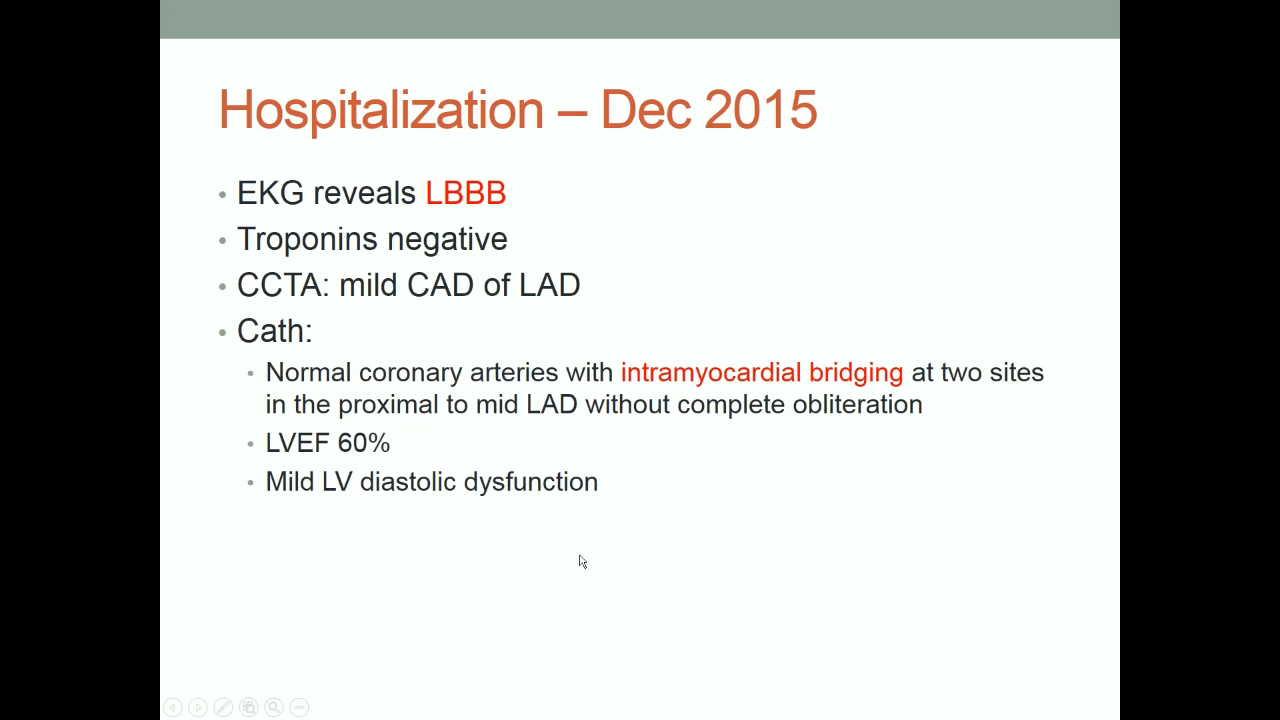 Hospitalization – Dec 2015
• EKG reveals LBBB
• Troponins negative
• CCTA: mild CAD of LAD
• Cath:
• Normal coronary arteries with intramyocardial bridging at two sites
in the proximal to mid LAD without complete obliteration
• LVEF 60%
• Mild LV diastolic dysfunction